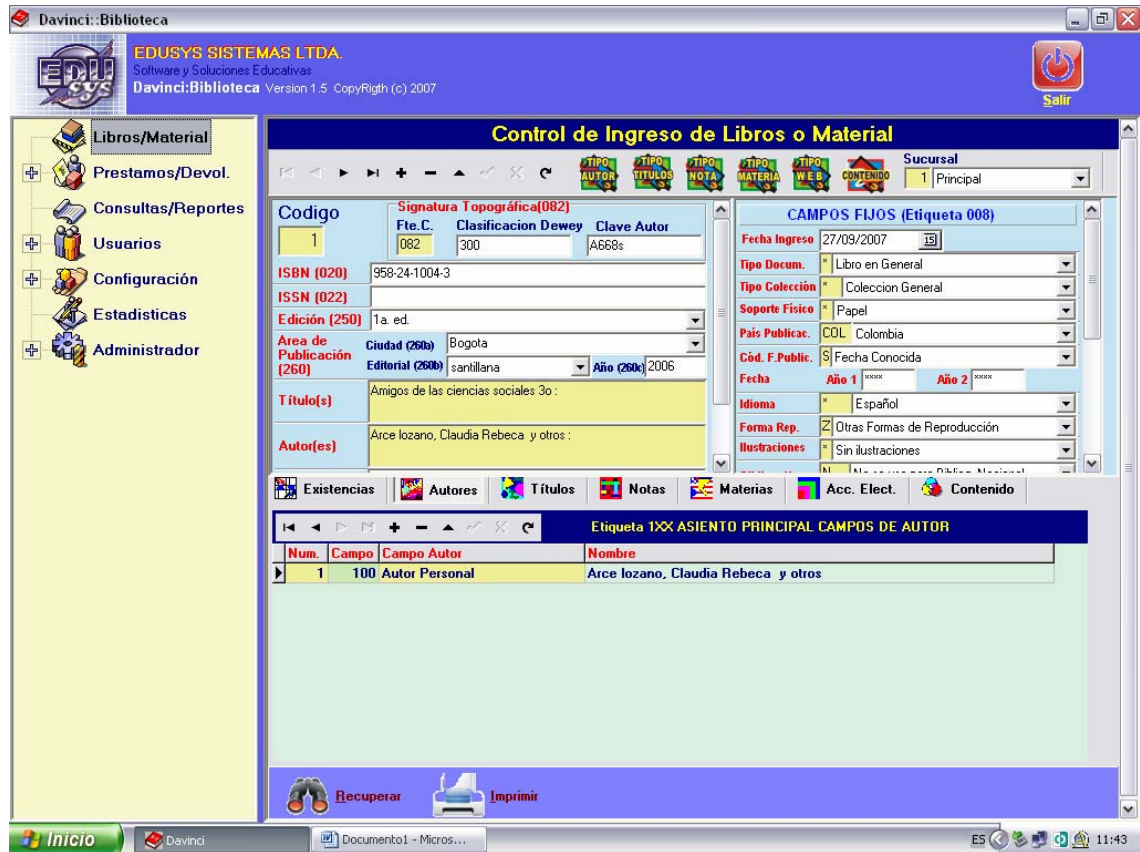 Davinci::Biblioteca
EDUSYS SISTEMAS LTDA.
Software y Soluciones Educativas
Davinci:Biblioteca Version 1.5 CopyRigth (c) 2007
EDU
sys
Salir
Libros/Material
Prestamos/Devol.
Consultas/Reportes
Usuarios
Configuración
Estadisticas
Administrador
Control de Ingreso de Libros o Material
TIPO AUTOR
TIPO TITULOS
TIPO NOTA
TIPO MATERIA
TIPO WEB
CONTENIDO
Sucursal
1 Principal
Codigo
1
Signatura Topográfica(082)
Fte.C. Clasificacion Dewey Clave Autor
082 300 A668s
ISBN (020) 958-24-1004-3
ISSN (022)
Edición (250) 1a. ed.
Area de Publicación (260)
Ciudad (260a) Bogota
Editorial (260b) santillana Año (260c) 2006
Título(s) Amigos de las ciencias sociales 3o :
Autor(es) Arce lozano, Claudia Rebeca y otros :
CAMPOS FIJOS (Etiqueta 008)
Fecha Ingreso 27/09/2007 15
Tipo Docum. * Libro en General
Tipo Colección * Coleccion General
Soporte Físico * Papel
Pais Publicac. COL Colombia
Cód. F.Public. S Fecha Conocida
Fecha Año 1 **** Año 2 ****
Idioma * Español
Forma Rep. Z Otras Formas de Reproducción
Ilustraciones * Sin ilustraciones
Existencias Autores Títulos Notas Materias Acc. Elect. Contenido
Etiqueta 1XX ASIENTO PRINCIPAL CAMPOS DE AUTOR
Num. Campo Campo Autor Nombre
1 100 Autor Personal Arce lozano, Claudia Rebeca y otros
Recuperar Imprimir
Inicio Davinci Documento1 - Micros... ES 11:43